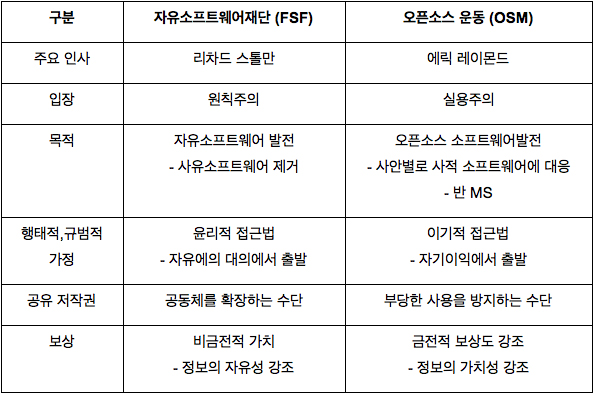 구분 자유소프트웨어재단 (FSF) 오픈소스 운동 (OSM)
주요 인사 리차드 스톨만 에릭 레이몬드
입장 원칙주의 실용주의
목적 자유소프트웨어 발전 오픈소스 소프트웨어발전
- 사유소프트웨어 제거 - 사안별로 사적 소프트웨어에 대응
- 반 MS
행태적,규범적 윤리적 접근법 이기적 접근법
가정 - 자유에의 대의에서 출발 - 자기이익에서 출발
공유 저작권 공동체를 확장하는 수단 부당한 사용을 방지하는 수단
보상 비금전적 가치 금전적 보상도 강조
- 정보의 자유성 강조 - 정보의 가치성 강조